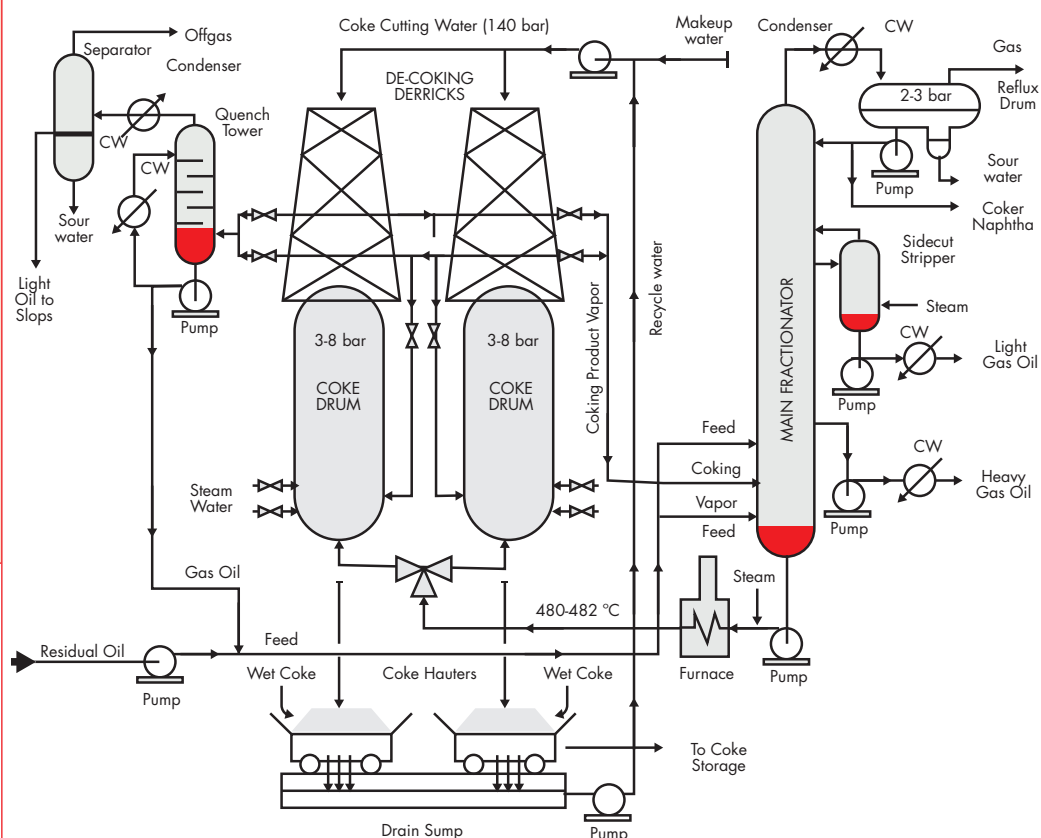 Coke Cutting Water (140 bar)
Makeup
water
Condenser
CW
Separator
Offgas
Condenser
Gas
Reflux
Drum
2-3 bar
DE-COKING
DERRICKS
Quench
Tower
CW
CW
Pump
Sour
water
Coker
Naphtha
Sour
water
Sidecut
Stripper
Light
Oil to
Slops
Pump
Steam
Recycle water
Coking Product Vapor
MAIN FRACTIONATOR
3-8 bar
3-8 bar
COKE
DRUM
COKE
DRUM
CW
Light
Gas Oil
Pump
Feed
Coking
Vapor
Feed
CW
Heavy
Gas Oil
Pump
Steam
Water
Gas Oil
Steam
480-482 °C
Residual Oil
Feed
Pump
Wet Coke
Coke Hauters
Wet Coke
Furnace
Pump
To Coke
Storage
Drain Sump
Pump